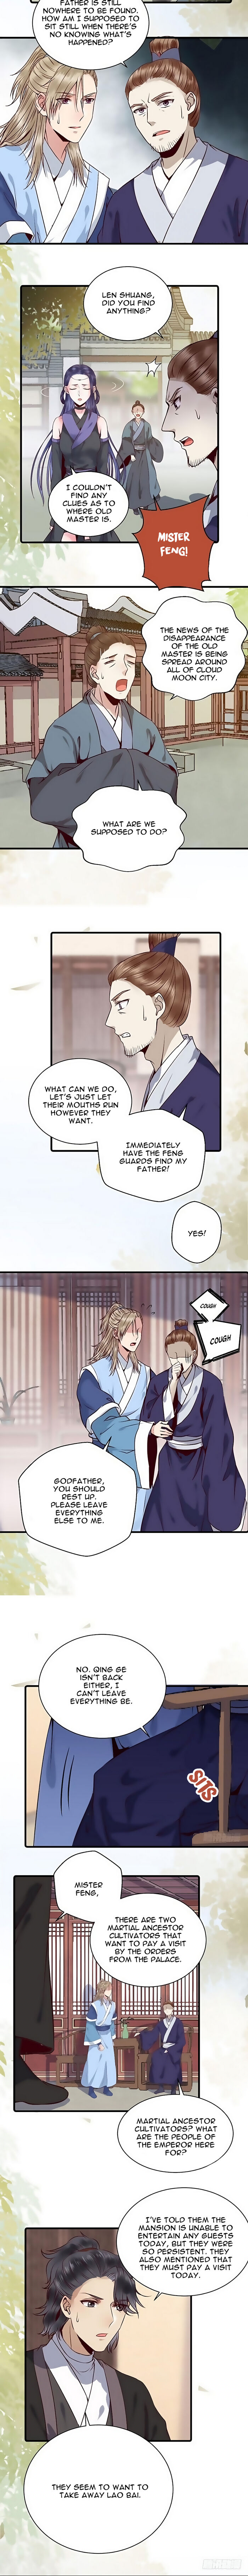 FATHER IS STILL
NOWHERE TO BE FOUND.
HOW AM I SUPPOSED TO
SIT STILL WHEN THERE'S
NO KNOWING WHAT'S
HAPPENED?
LEN SHUANG,
DID YOU FIND
ANYTHING?
I COULDN'T
FIND ANY
CLUES AS TO
WHERE OLD
MASTER IS.
MISTER
FENG!
THE NEWS OF THE
DISAPPEARANCE
OF THE OLD
MASTER IS BEING
SPREAD AROUND
ALL OF CLOUD
MOON CITY.
WHAT ARE WE
SUPPOSED TO DO?
WHAT CAN WE DO,
LET'S JUST LET
THEIR MOUTHS RUN
HOWEVER THEY
WANT.
IMMEDIATELY
HAVE THE FENG
GUARDS FIND MY
FATHER!
YES!
COUGH
COUGH
GODFATHER,
YOU SHOULD
REST UP.
PLEASE LEAVE
EVERYTHING
ELSE TO ME.
NO. QING GE
ISN'T BACK
EITHER, I
CAN'T LEAVE
EVERYTHING BE.
SITS
MISTER
FENG,
THERE ARE TWO
MARTIAL ANCESTOR
CULTIVATORS THAT
WANT TO PAY A VISIT
BY THE ORDERS
FROM THE PALACE.
MARTIAL ANCESTOR
CULTIVATORS? WHAT
ARE THE PEOPLE OF
THE EMPEROR HERE
FOR?
I'VE TOLD THEM THE
MANSION IS UNABLE TO
ENTERTAIN ANY GUESTS
TODAY, BUT THEY WERE
SO PERSISTENT. THEY
ALSO MENTIONED THAT
THEY MUST PAY A VISIT
TODAY.
THEY SEEM TO WANT TO
TAKE AWAY LAO BAI.